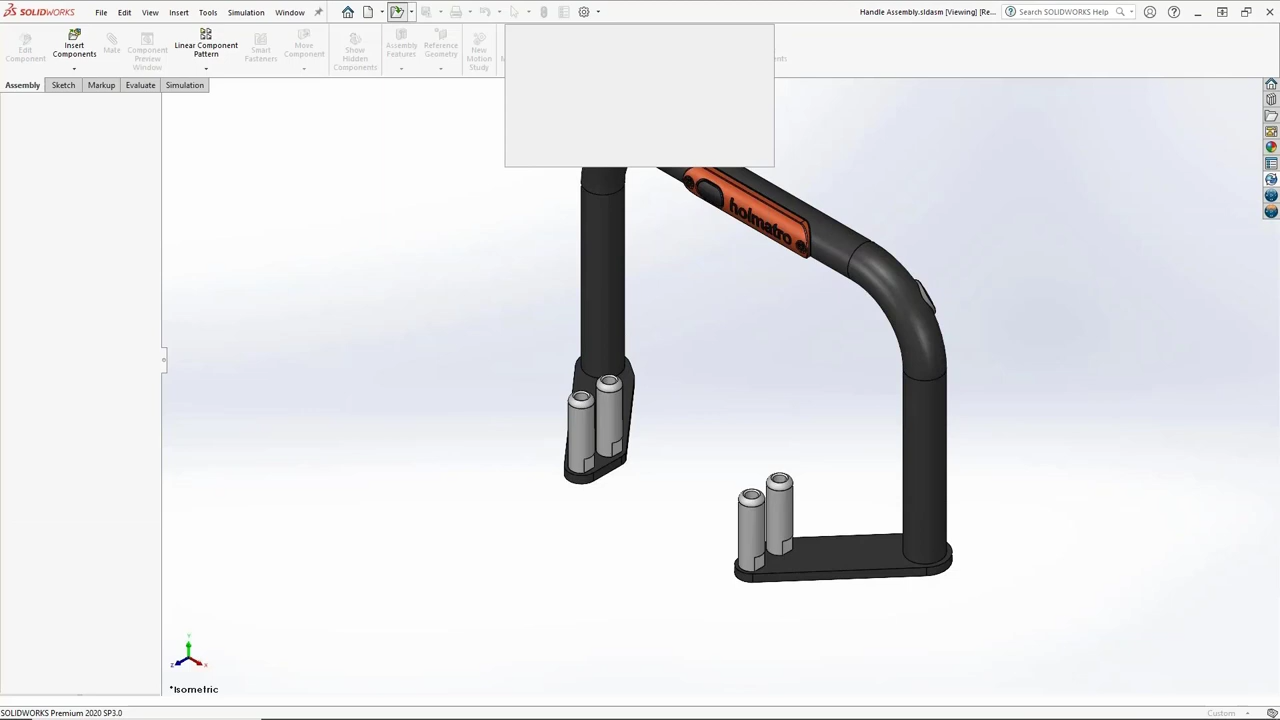 SOLIDWORKS File Edit View Insert Tools Simulation Window Handle Assembly.sldasm [Viewing] [Re... Search SOLIDWORKS Help
Edit Component
Insert Components
Mate
Component Preview Window
Linear Component Pattern
Smart Fasteners
Move Component
Show Hidden Components
Assembly Features
Reference Geometry
New Motion Study
Assembly Sketch Markup Evaluate Simulation
holmatro
Y
Z X
*Isometric
SOLIDWORKS Premium 2020 SP3.0 Custom